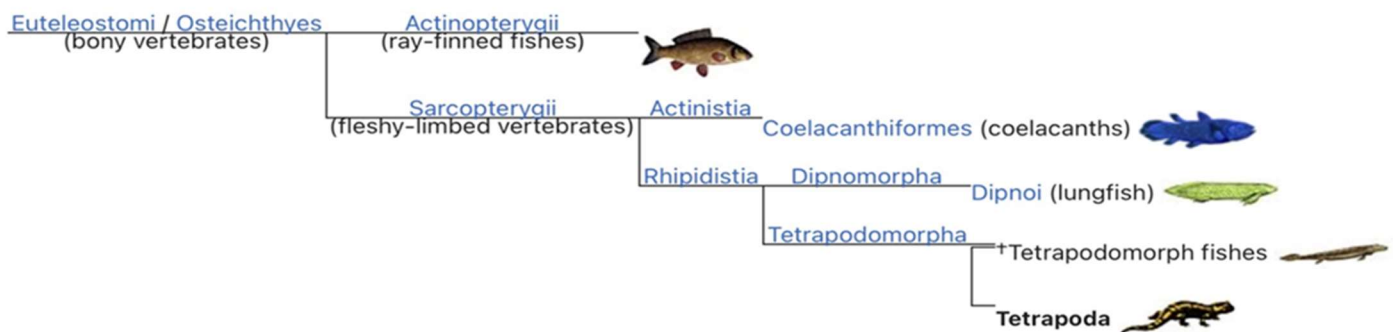 Euteleostomi / Osteichthyes
(bony vertebrates)
Actinopterygii
(ray-finned fishes)
Sarcopterygii
(fleshy-limbed vertebrates)
Actinistia
Coelacanthiformes (coelacanths)
Rhipidistia
Dipnomorpha
Dipnoi (lungfish)
Tetrapodomorpha
†Tetrapodomorph fishes
Tetrapoda